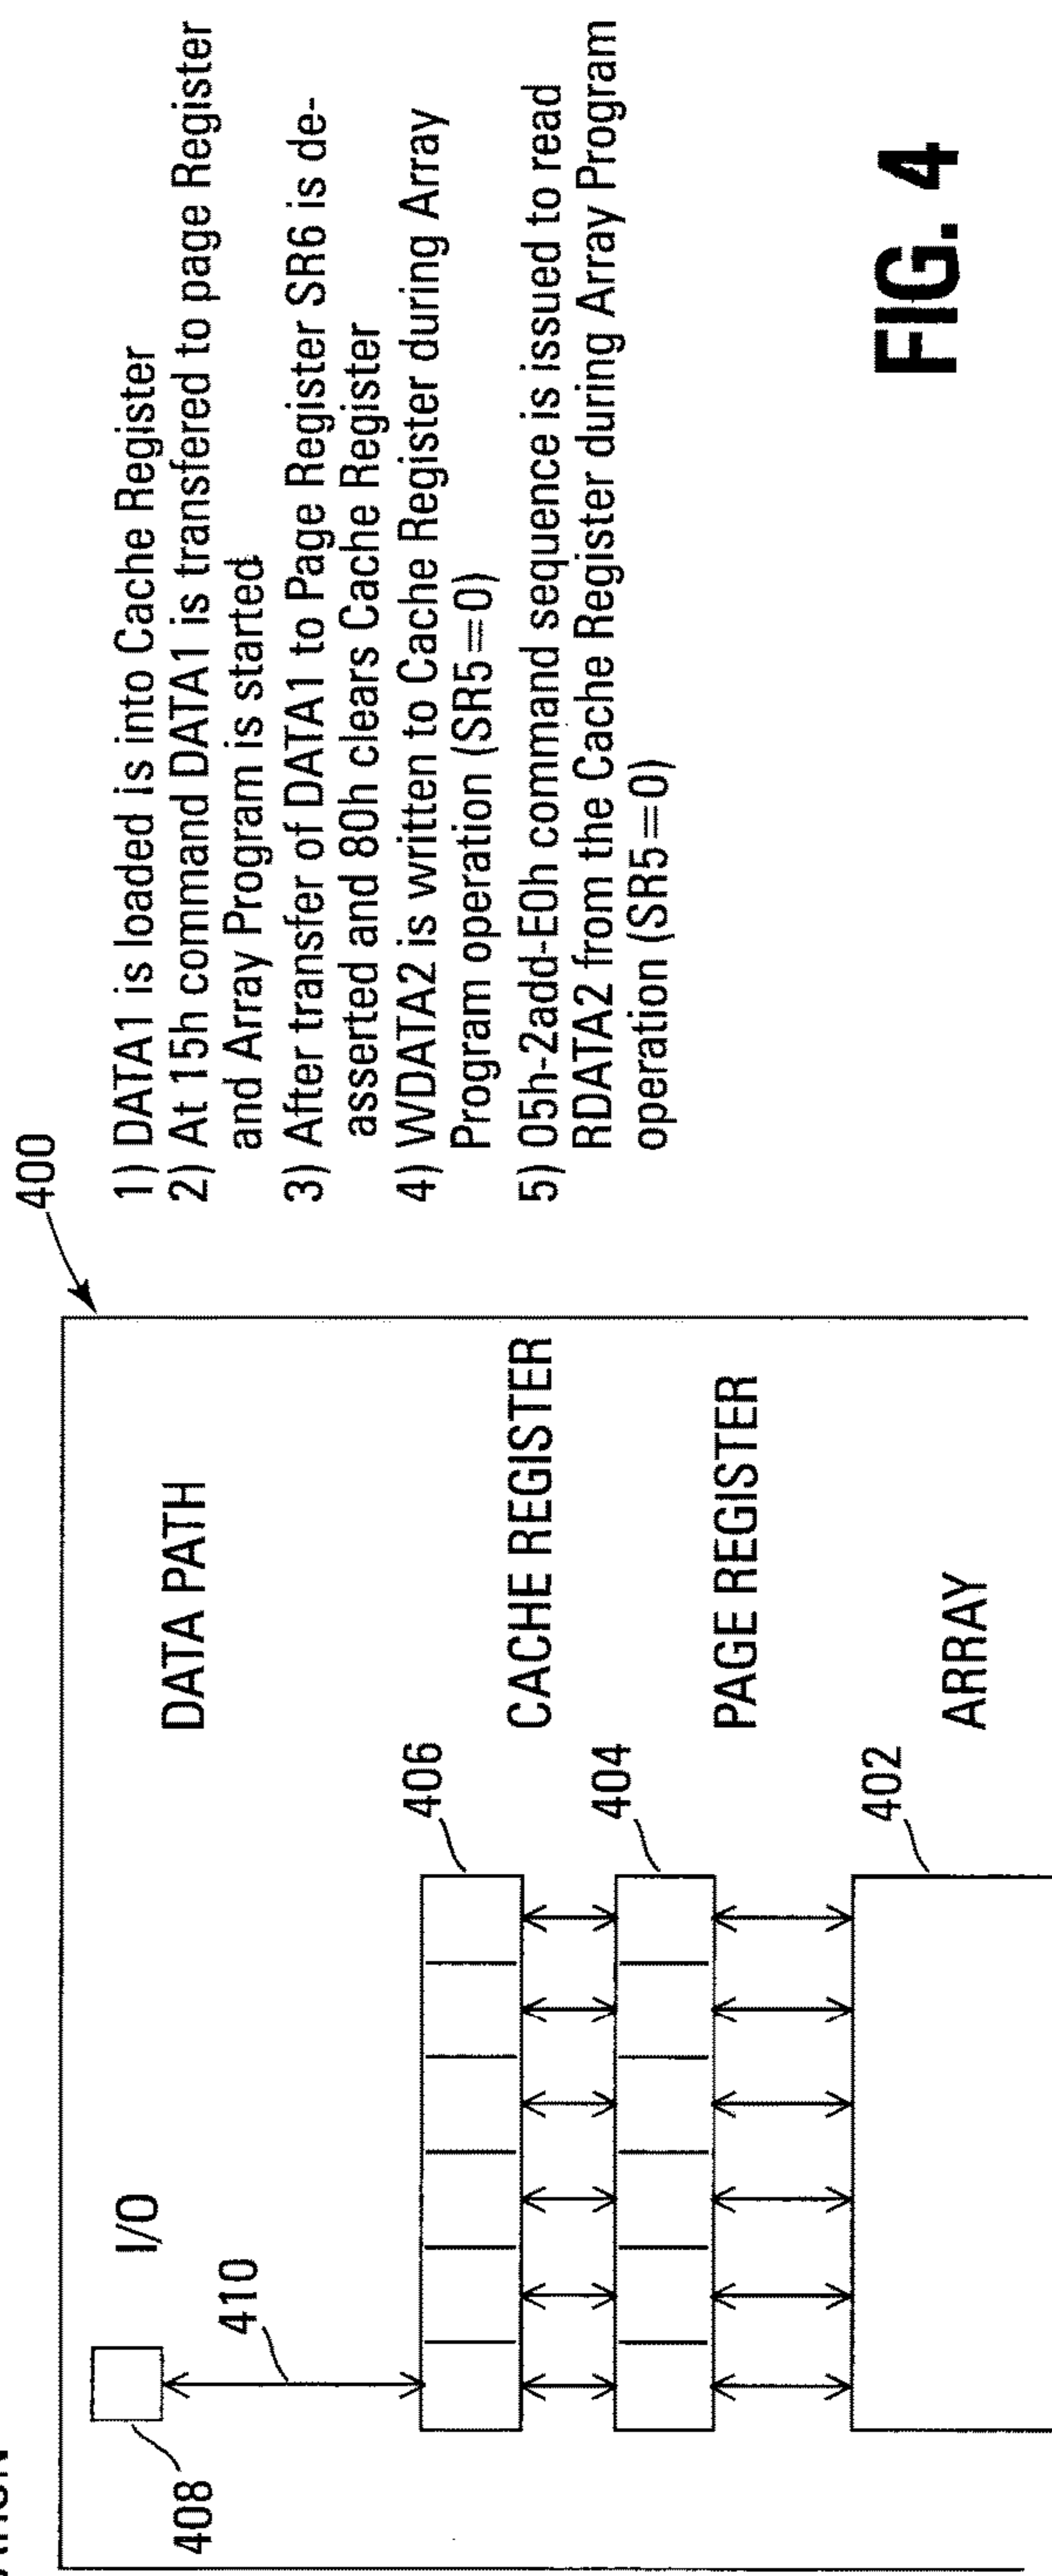 400
I/O
408
410
DATA PATH
406
CACHE REGISTER
404
PAGE REGISTER
402
ARRAY
1) DATA1 is loaded is into Cache Register
2) At 15h command DATA1 is transfered to page Register
and Array Program is started
3) After transfer of DATA1 to Page Register SR6 is de-
asserted and 80h clears Cache Register
4) WDATA2 is written to Cache Register during Array
Program operation (SR5==0)
5) 05h-2add-E0h command sequence is issued to read
RDATA2 from the Cache Register during Array Program
operation (SR5==0)
FIG. 4